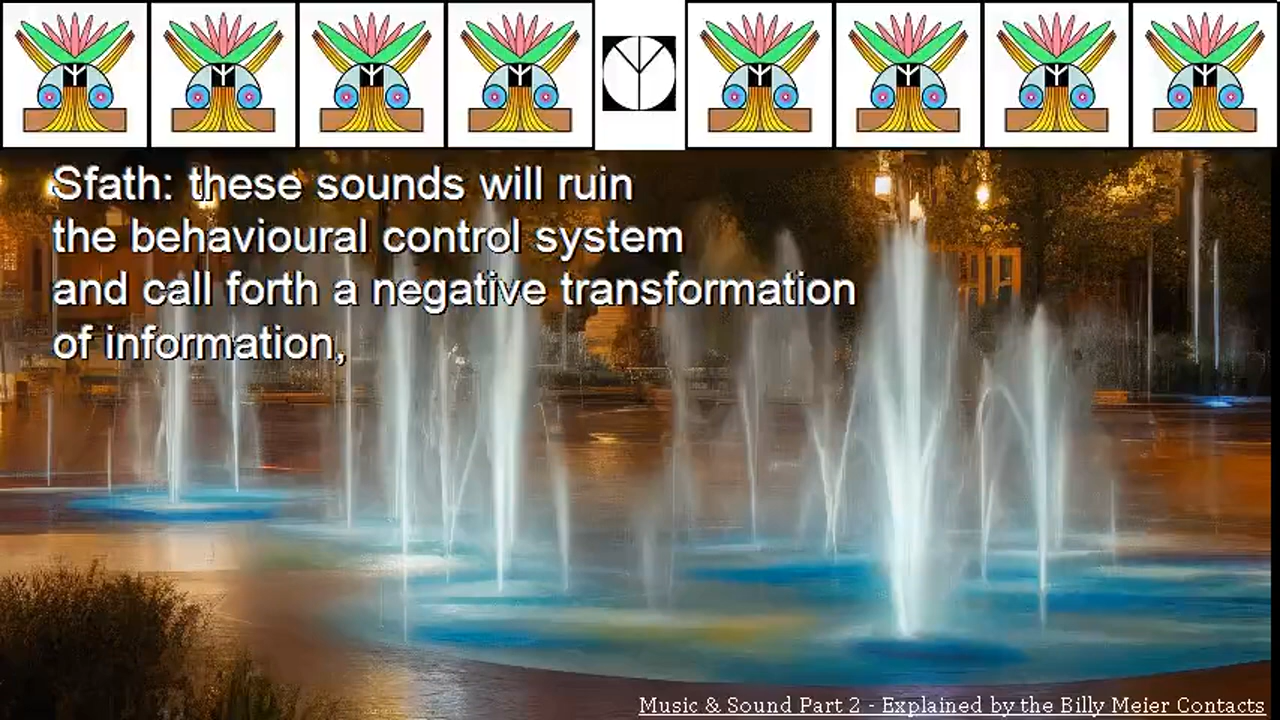 Sfath: these sounds will ruin
the behavioural control system
and call forth a negative transformation
of information,
Music & Sound Part 2 - Explained by the Billy Meier Contacts